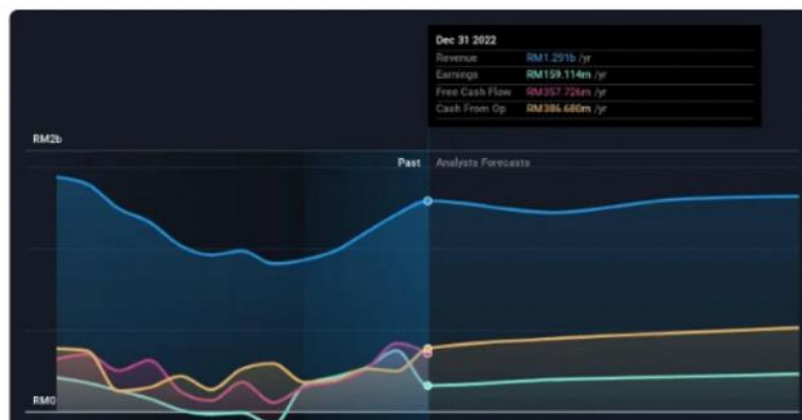 Dec 31 2022
Revenue RM1.291b /yr
Earnings RM159.114m /yr
Free Cash Flow RM357.726m /yr
Cash From Op RM386.680m /yr
RM2b
Past Analysts Forecasts
RM0